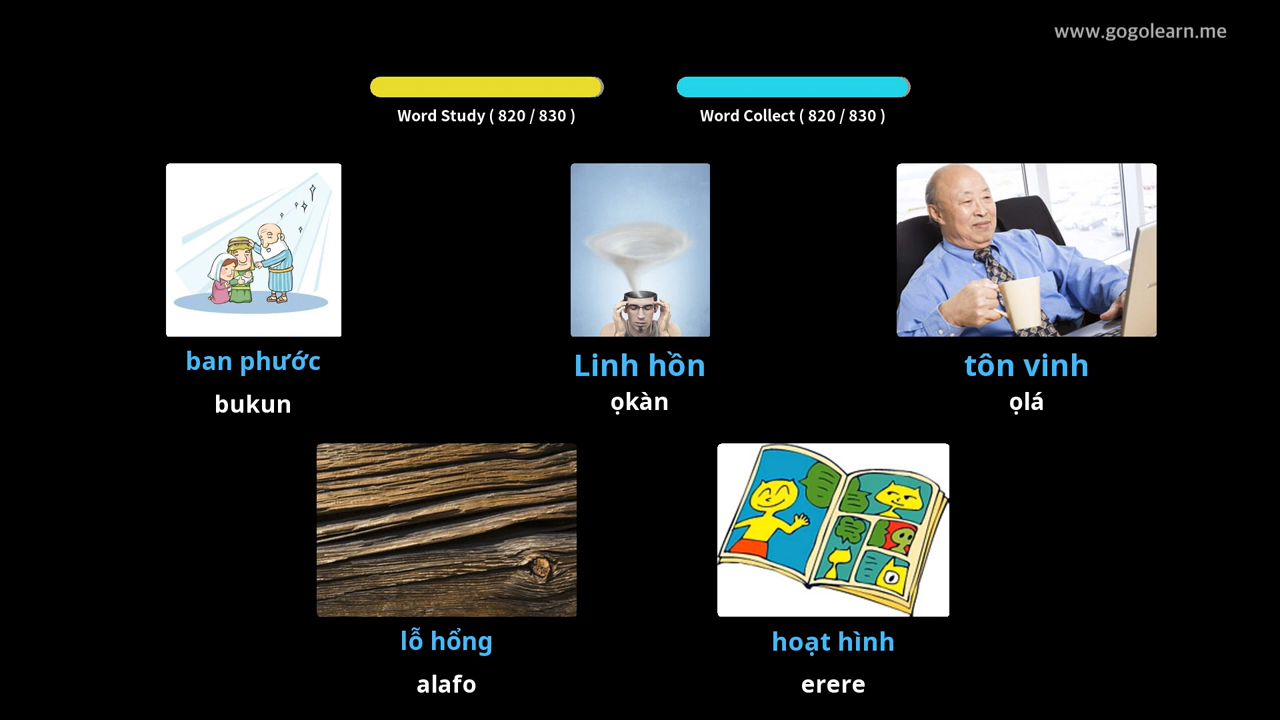 www.gogolearn.me
Word Study ( 820 / 830 )
Word Collect ( 820 / 830 )
ban phước
bukun
Linh hồn
ọkàn
tôn vinh
ọlá
lỗ hổng
alafo
hoạt hình
erere